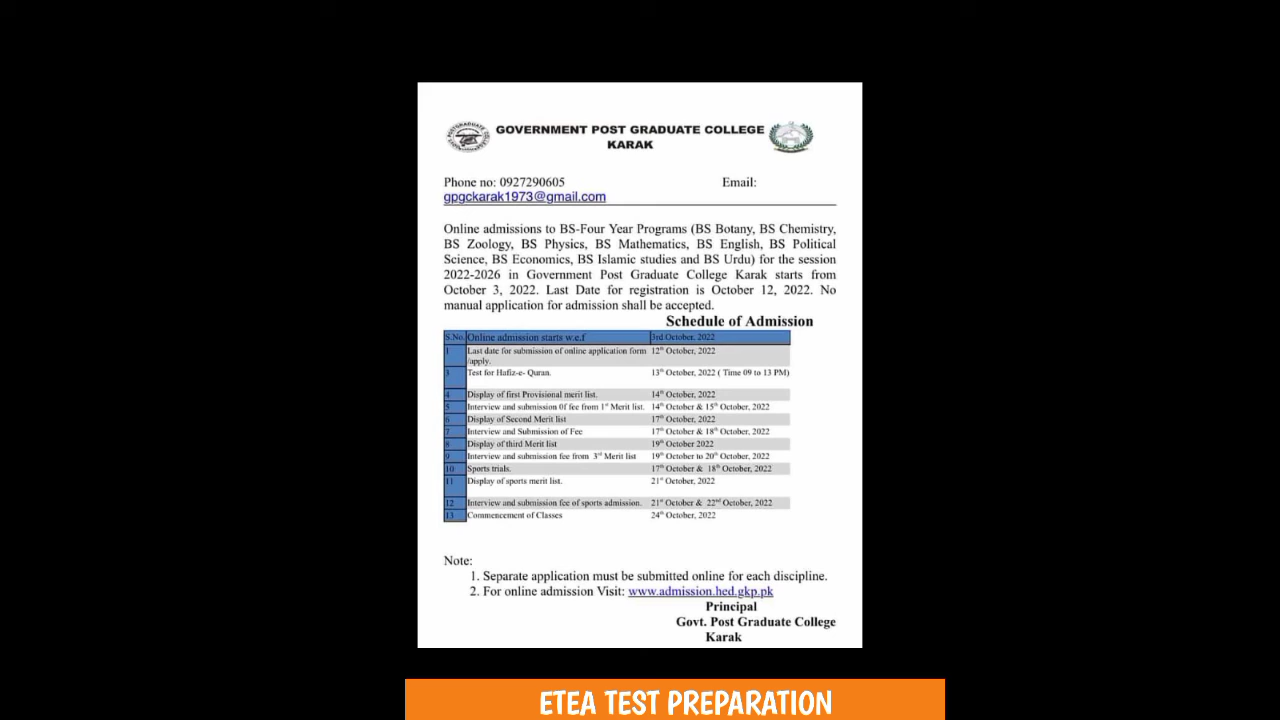 GOVERNMENT POST GRADUATE COLLEGE
KARAK
Phone no: 0927290605 Email:
gpgckarak1973@gmail.com
Online admissions to BS-Four Year Programs (BS Botany, BS Chemistry,
BS Zoology, BS Physics, BS Mathematics, BS English, BS Political
Science, BS Economics, BS Islamic studies and BS Urdu) for the session
2022-2026 in Government Post Graduate College Karak starts from
October 3, 2022. Last Date for registration is October 12, 2022. No
manual application for admission shall be accepted.
Schedule of Admission
S.No. Online admission starts w.e.f 3rd October, 2022
1 Last date for submission of online application form 12th October, 2022
/apply.
3 Test for Hafiz-e- Quran. 13th October, 2022 ( Time 09 to 13 PM)
4 Display of first Provisional merit list. 14th October, 2022
5 Interview and submission 0f fee from 1st Merit list. 14th October & 15th October, 2022
6 Display of Second Merit list 17th October, 2022
7 Interview and Submission of Fee 17th October & 18th October, 2022
8 Display of third Merit list 19th October 2022
9 Interview and submission fee from 3rd Merit list 19th October to 20th October, 2022
10 Sports trials. 17th October & 18th October, 2022
11 Display of sports merit list. 21st October, 2022
12 Interview and submission fee of sports admission. 21st October & 22nd October, 2022
13 Commencement of Classes 24th October, 2022
Note:
1. Separate application must be submitted online for each discipline.
2. For online admission Visit: www.admission.hed.gkp.pk
Principal
Govt. Post Graduate College
Karak
ETEA TEST PREPARATION